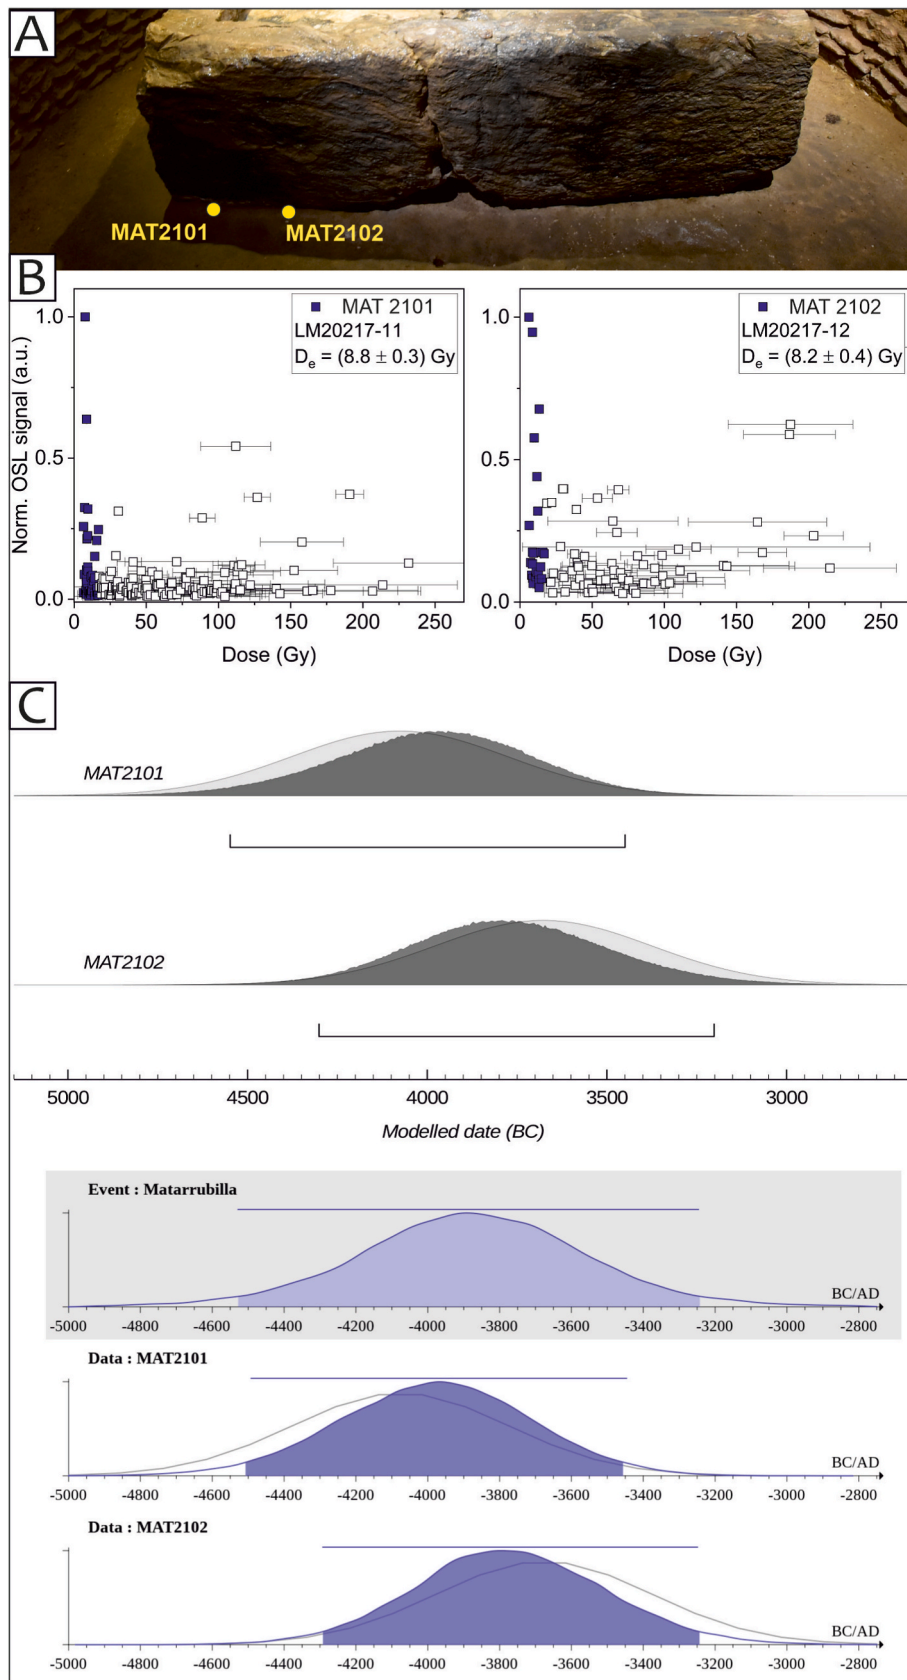 A
MAT2101
MAT2102
B
Norm. OSL signal (a.u.)
1.0
0.5
0.0
MAT 2101
LM20217-11
De = (8.8 ± 0.3) Gy
0 50 100 150 200 250
Dose (Gy)
1.0
0.5
0.0
MAT 2102
LM20217-12
De = (8.2 ± 0.4) Gy
0 50 100 150 200 250
Dose (Gy)
C
MAT2101
MAT2102
5000 4500 4000 3500 3000
Modelled date (BC)
Event : Matarrubilla
BC/AD
-5000 -4800 -4600 -4400 -4200 -4000 -3800 -3600 -3400 -3200 -3000 -2800
Data : MAT2101
BC/AD
-5000 -4800 -4600 -4400 -4200 -4000 -3800 -3600 -3400 -3200 -3000 -2800
Data : MAT2102
BC/AD
-5000 -4800 -4600 -4400 -4200 -4000 -3800 -3600 -3400 -3200 -3000 -2800